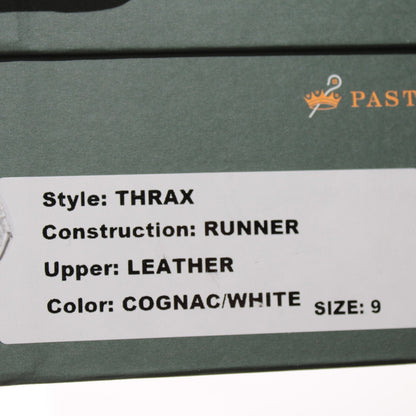 PAST
Style: THRAX
Construction: RUNNER
Upper: LEATHER
Color: COGNAC/WHITE SIZE: 9